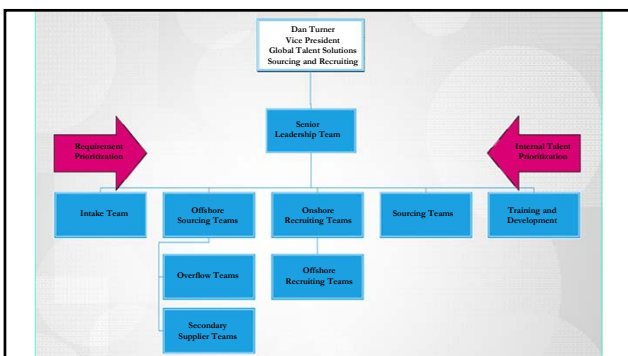 Dan Turner
Vice President
Global Talent Solutions
Sourcing and Recruiting
Senior
Leadership Team
Requirement
Prioritization
Internal Talent
Prioritization
Intake Team
Offshore
Sourcing Teams
Onshore
Recruiting Teams
Sourcing Teams
Training and
Development
Overflow Teams
Offshore
Recruiting Teams
Secondary
Supplier Teams